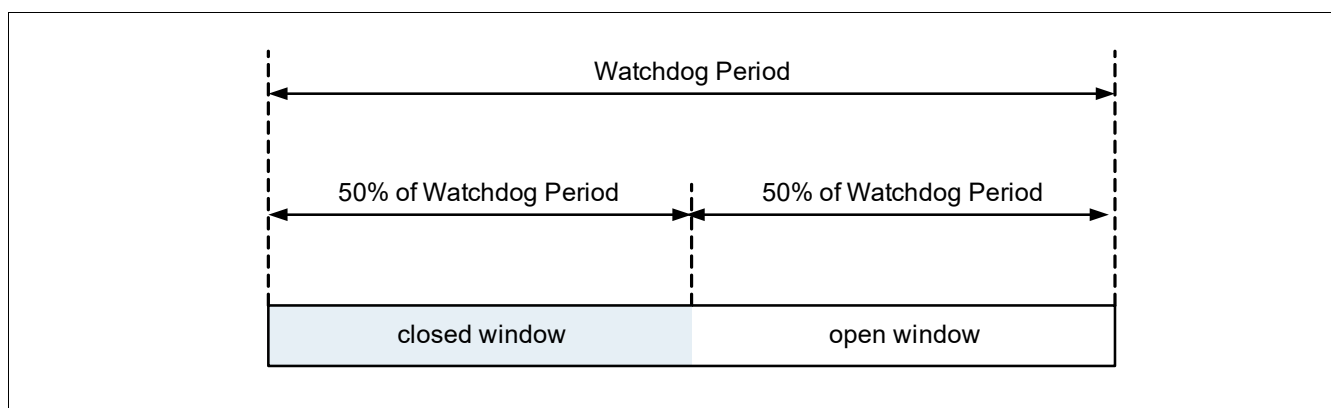 Watchdog Period
50% of Watchdog Period
50% of Watchdog Period
closed window
open window